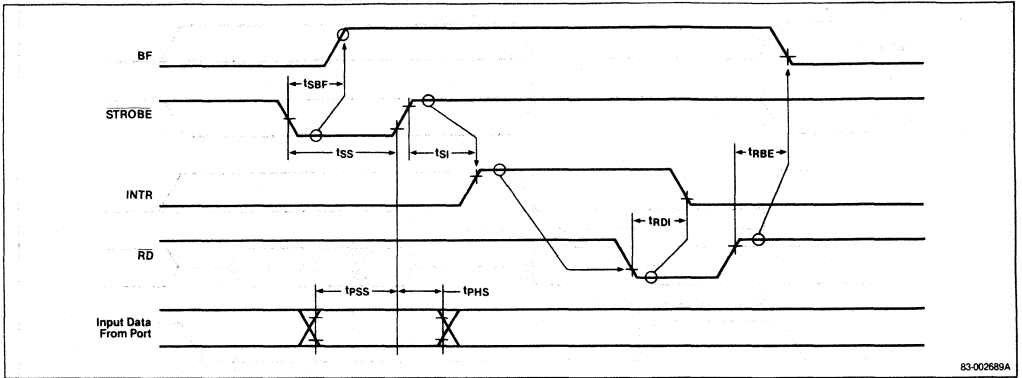 BF
tSBF
STROBE
tSS
tSI
tRBE
INTR
tRDI
RD
tPSS
tPHS
Input Data
From Port
83-002689A